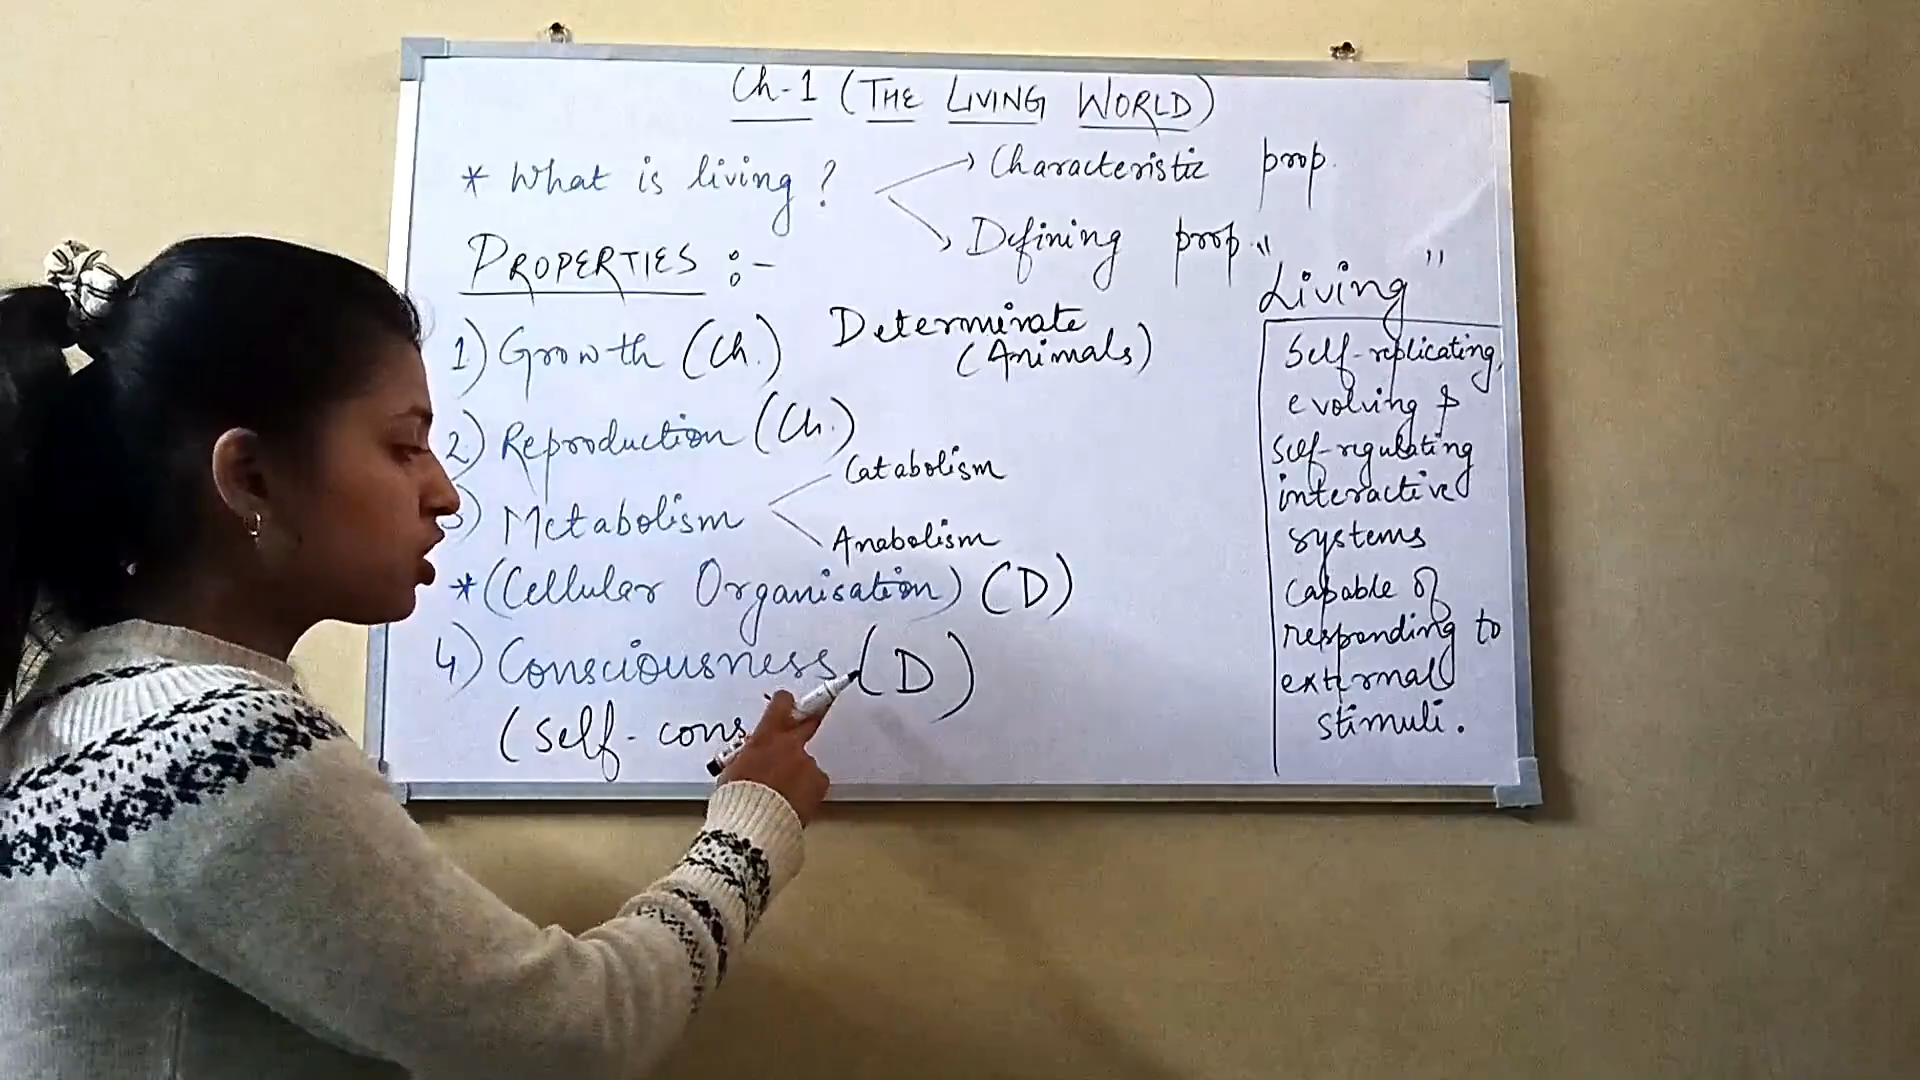 Ch-1 (THE LIVING WORLD)
* What is living?
Characteristic prop.
Defining prop.
PROPERTIES :-
1) Growth (Ch.)
Determinate
(Animals)
2) Reproduction (Ch.)
3) Metabolism
Catabolism
Anabolism
*(Cellular Organisation) (D)
4) Consciousness (D)
(Self-cons
"Living"
Self-replicating,
evolving &
self-regulating
interactive
systems
capable of
responding to
external
stimuli.